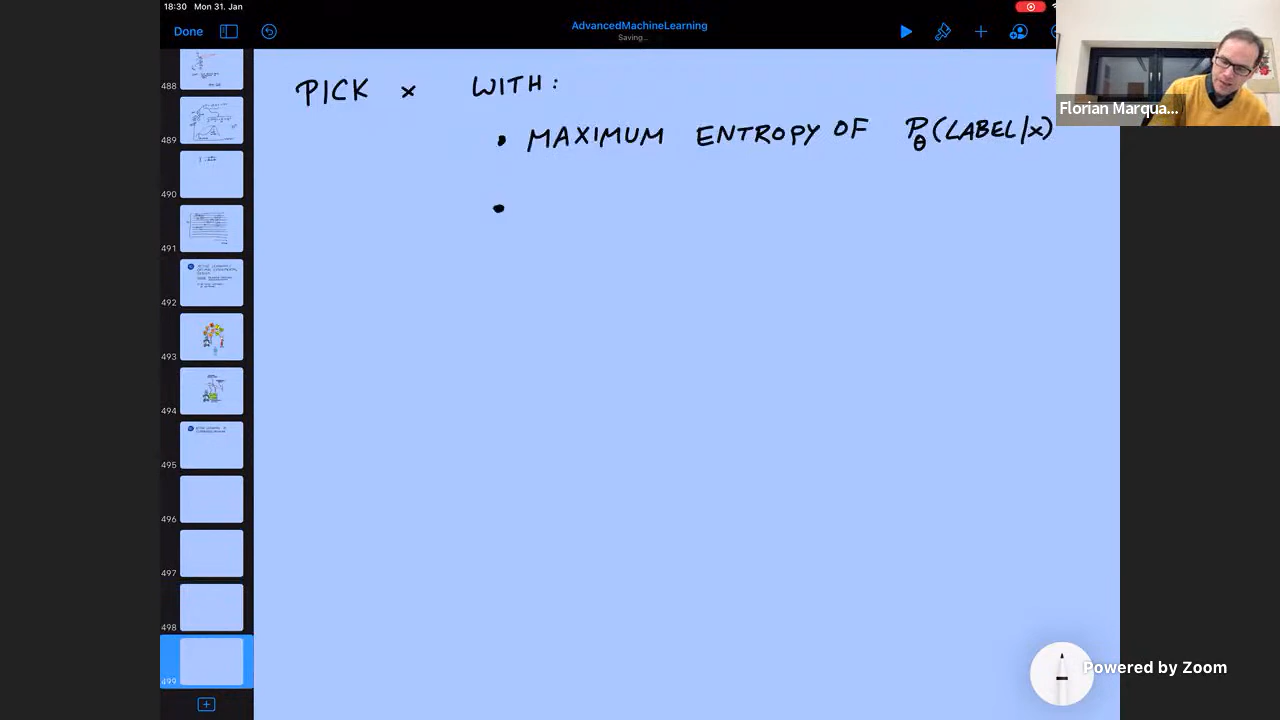 18:30 Mon 31. Jan
Done
AdvancedMachineLearning
Saving...
Florian Marqua...
PICK x WITH:
• MAXIMUM ENTROPY OF Pθ(LABEL/x)
•
488
489
490
491
492
493
494
495
496
497
498
499
Powered by Zoom